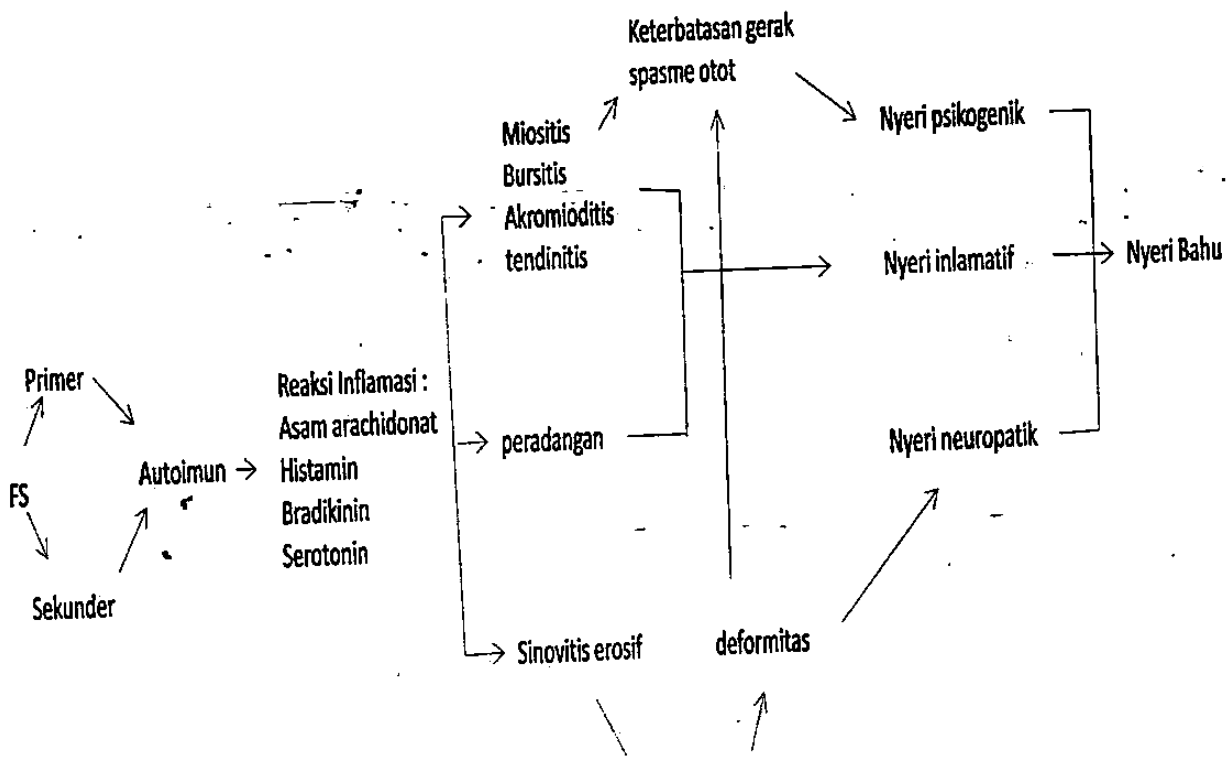 Keterbatasan gerak
spasme otot
Miositis
Bursitis
Akromioditis
tendinitis
Nyeri psikogenik
Nyeri inlamatif
Nyeri Bahu
Primer
Reaksi Inflamasi :
Asam arachidonat
Histamin
Bradikinin
Serotonin
peradangan
Nyeri neuropatik
Autoimun
FS
Sekunder
Sinovitis erosif
deformitas